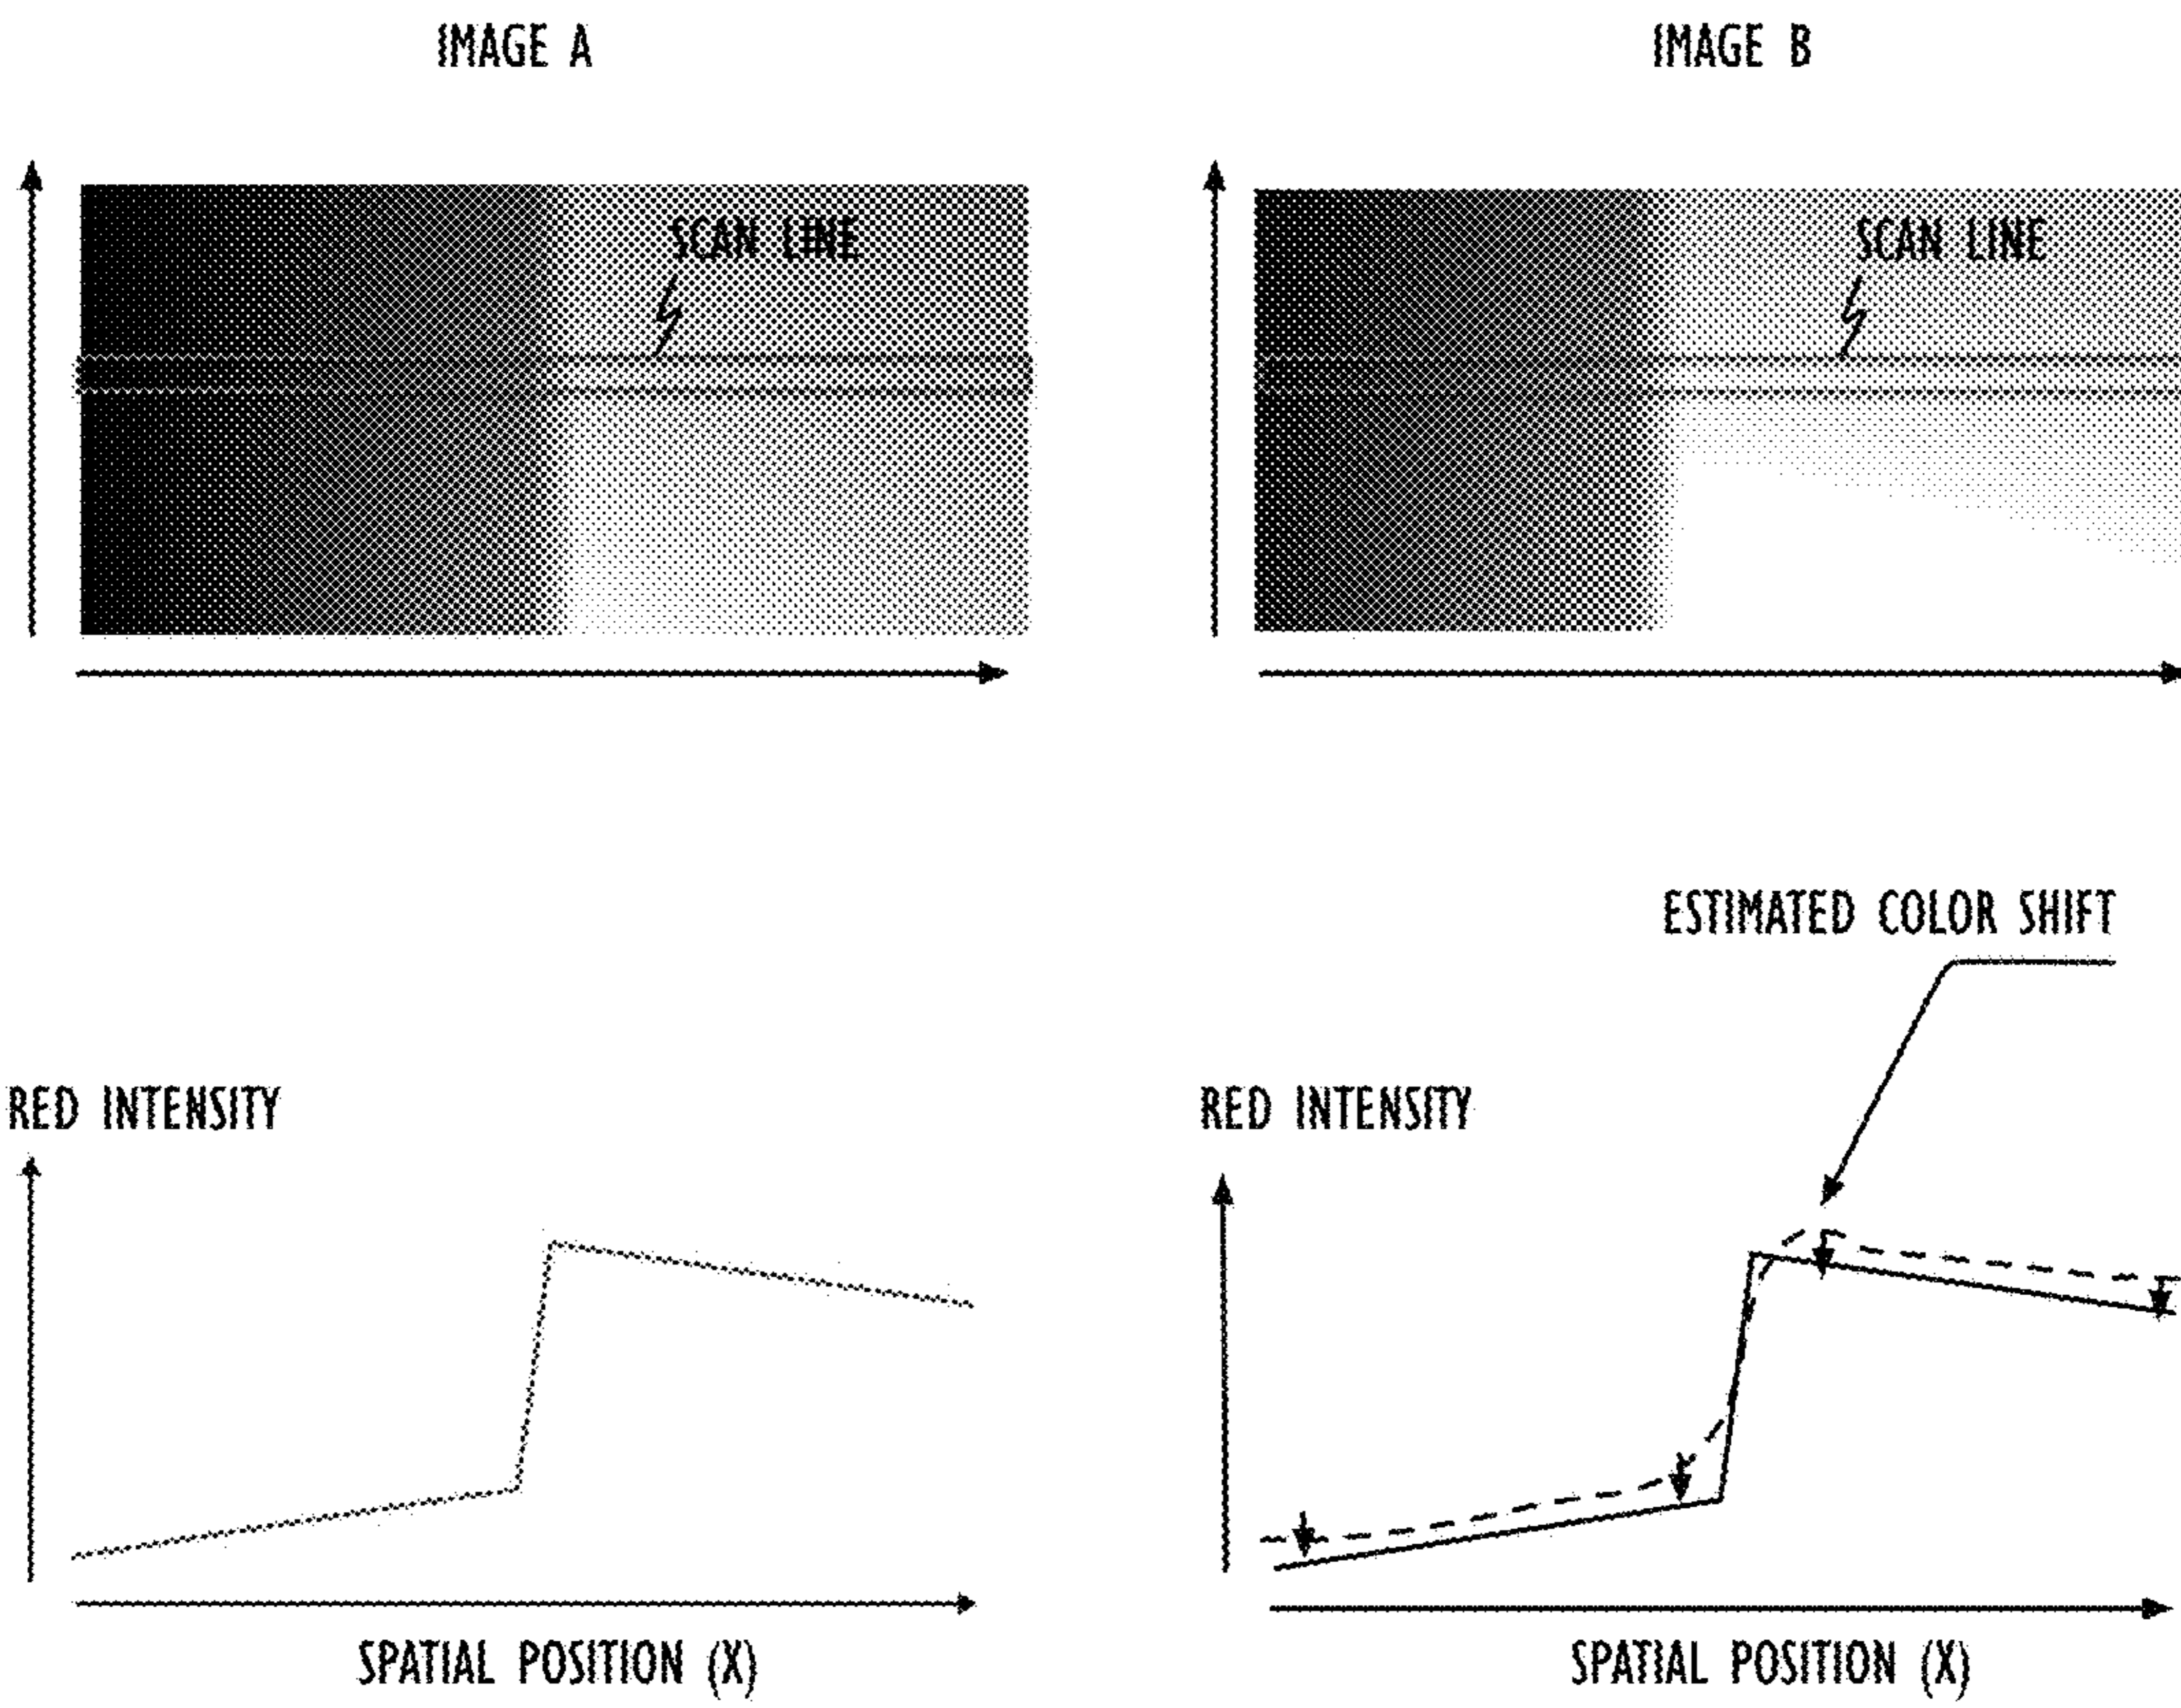 IMAGE A
IMAGE B
SCAN LINE
SCAN LINE
ESTIMATED COLOR SHIFT
RED INTENSITY
RED INTENSITY
SPATIAL POSITION (X)
SPATIAL POSITION (X)